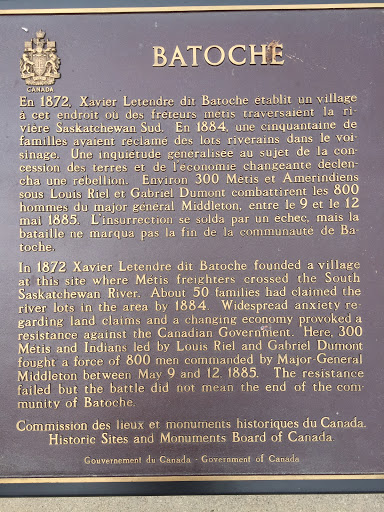 CANADA
BATOCHE
En 1872, Xavier Letendre dit Batoche établit un village
à cet endroit où des fréteurs métis traversaient la ri-
vière Saskatchewan Sud. En 1884, une cinquantaine de
familles avaient réclamé des lots riverains dans le voi-
sinage. Une inquiétude généralisée au sujet de la con-
cession des terres et de l'économie changeante déclen-
cha une rébellion. Environ 300 Métis et Amérindiens
sous Louis Riel et Gabriel Dumont combattirent les 800
hommes du major général Middleton, entre le 9 et le 12
mai 1885. L'insurrection se solda par un échec, mais la
bataille ne marqua pas la fin de la communauté de Ba-
toche.
In 1872 Xavier Letendre dit Batoche founded a village
at this site where Métis freighters crossed the South
Saskatchewan River. About 50 families had claimed the
river lots in the area by 1884. Widespread anxiety re-
garding land claims and a changing economy provoked a
resistance against the Canadian Government. Here, 300
Métis and Indians led by Louis Riel and Gabriel Dumont
fought a force of 800 men commanded by Major-General
Middleton between May 9 and 12, 1885. The resistance
failed but the battle did not mean the end of the com-
munity of Batoche.
Commission des lieux et monuments historiques du Canada.
Historic Sites and Monuments Board of Canada.
Gouvernement du Canada - Government of Canada